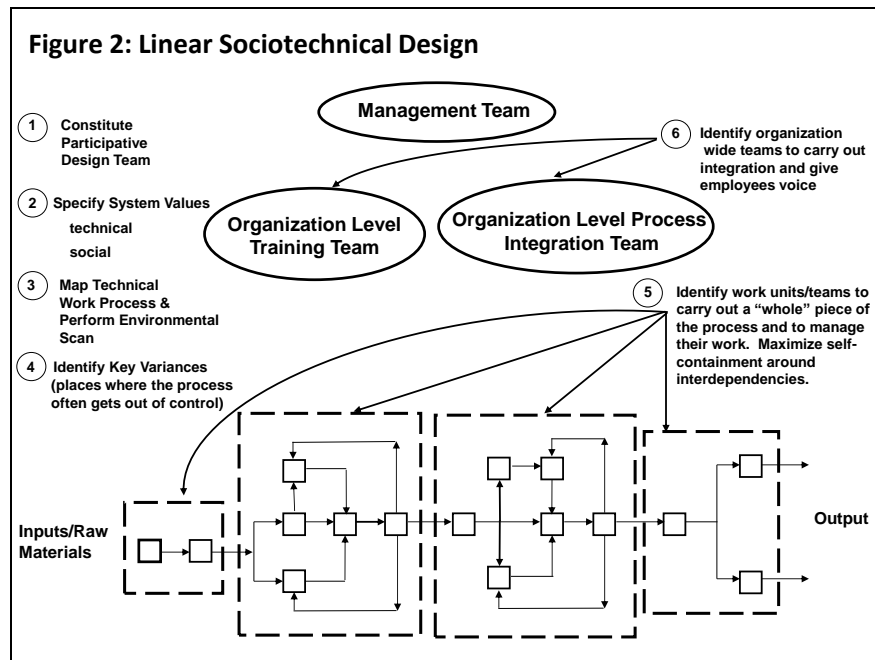 Figure 2: Linear Sociotechnical Design
Management Team
1 Constitute
Participative
Design Team
6 Identify organization
wide teams to carry out
integration and give
employees voice
2 Specify System Values
technical
social
Organization Level
Training Team
Organization Level Process
Integration Team
3 Map Technical
Work Process &
Perform Environmental
Scan
5 Identify work units/teams to
carry out a “whole” piece of
the process and to manage
their work. Maximize self-
containment around
interdependencies.
4 Identify Key Variances
(places where the process
often gets out of control)
Inputs/Raw
Materials
Output